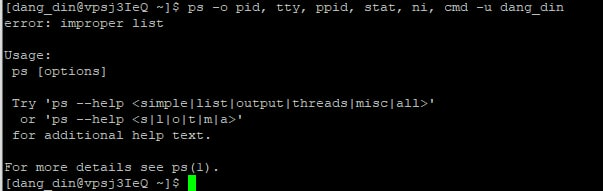 [dang_din@vpsj3IeQ ~]$ ps -o pid, tty, ppid, stat, ni, cmd -u dang_din
error: improper list
Usage:
ps [options]
Try 'ps --help <simple|list|output|threads|misc|all>'
or 'ps --help <s|l|o|t|m|a>'
for additional help text.
For more details see ps(1).
[dang_din@vpsj3IeQ ~]$